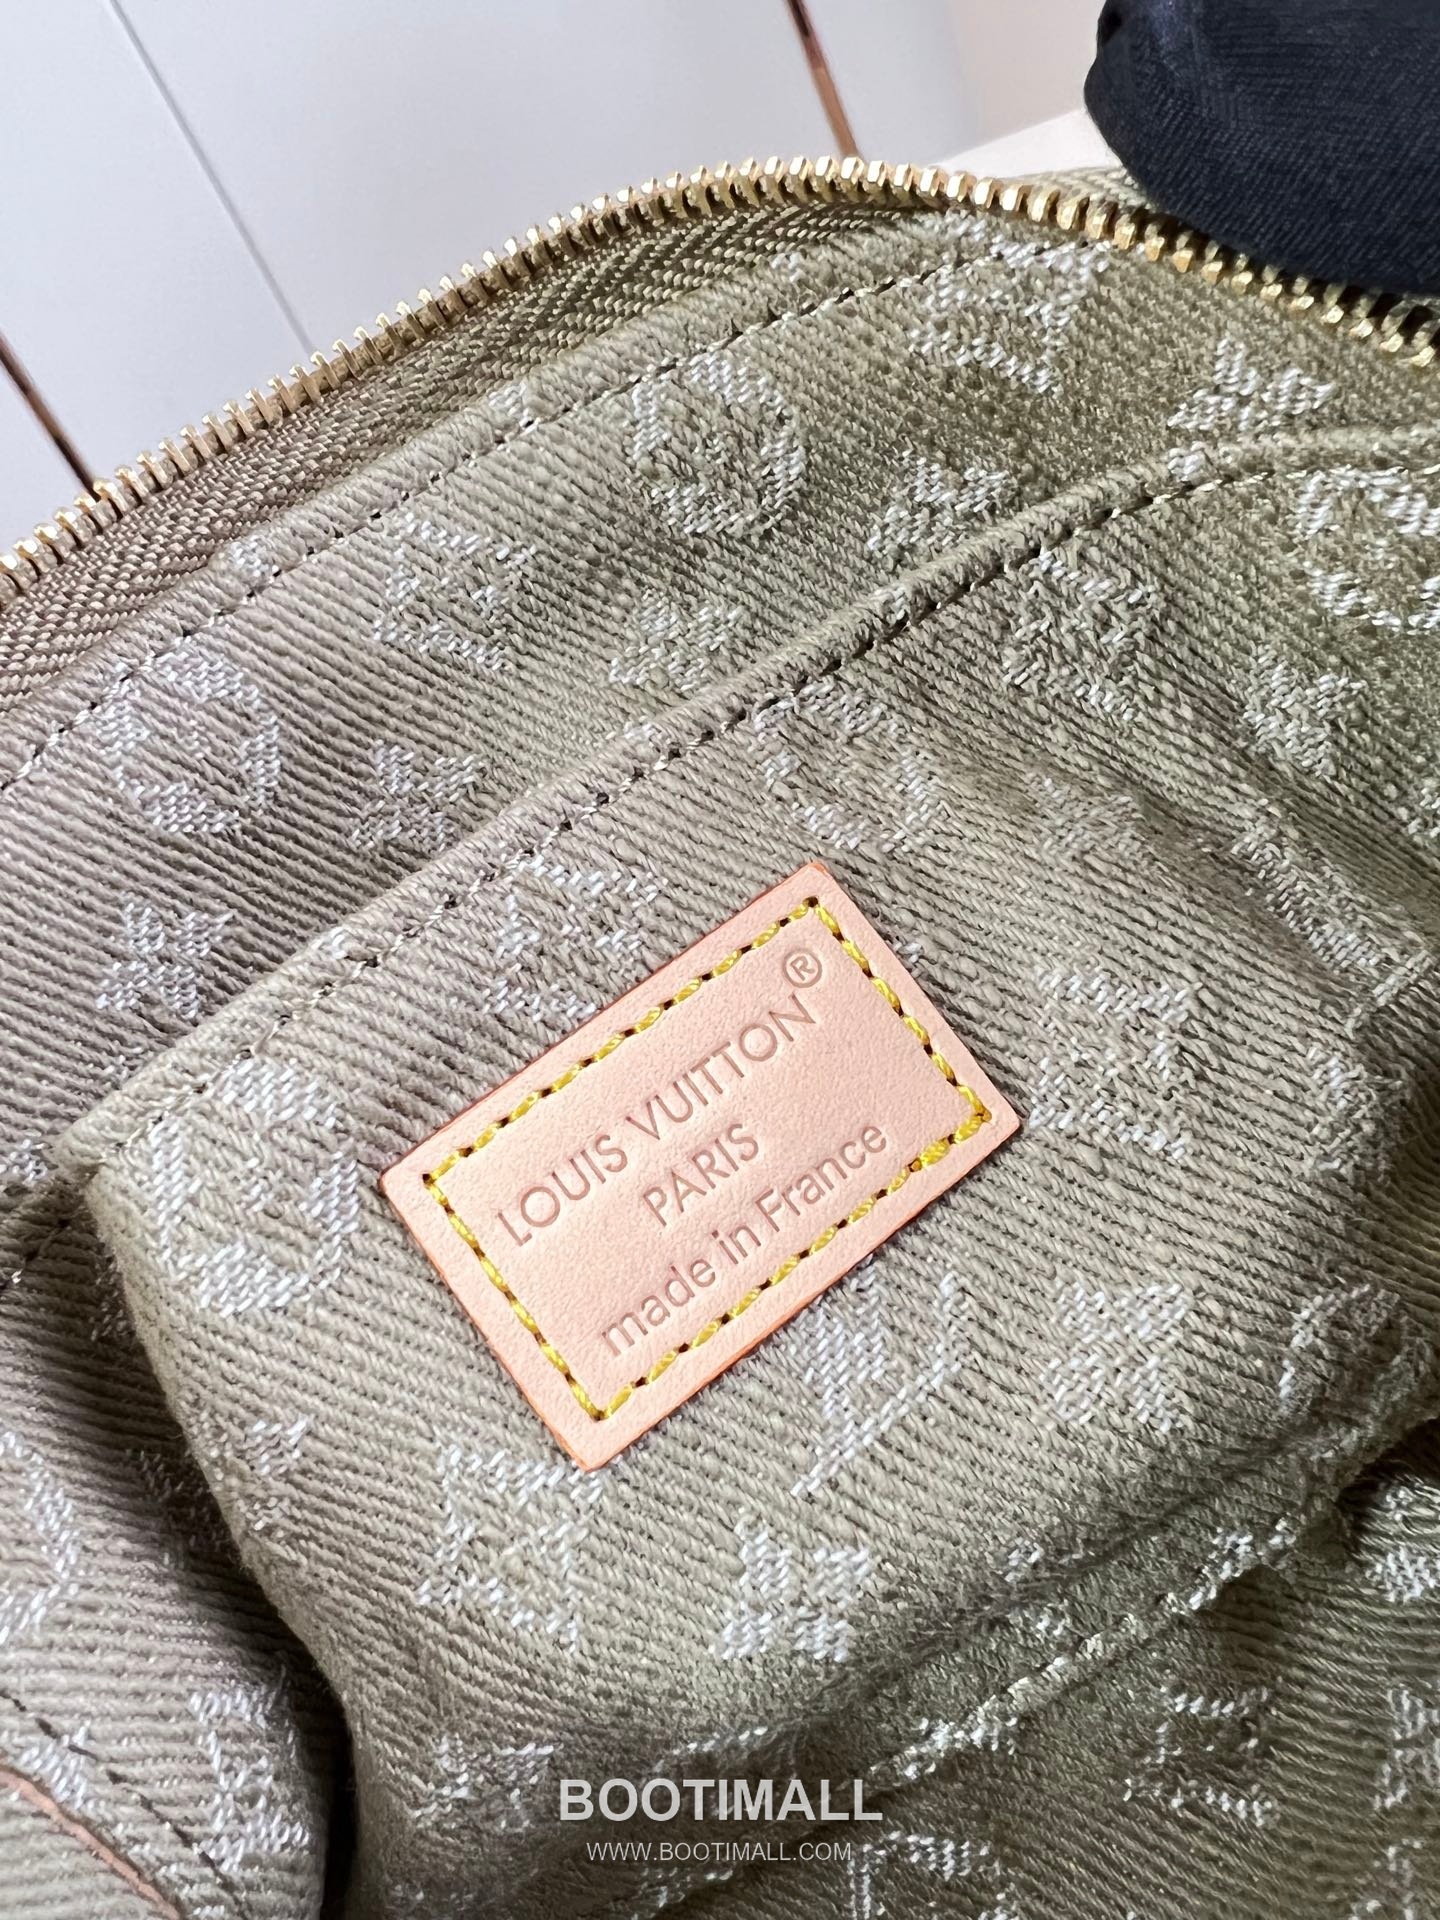 LOUIS VUITTON®
PARIS
made in France
BOOTIMALL
WWW.BOOTIMALL.COM